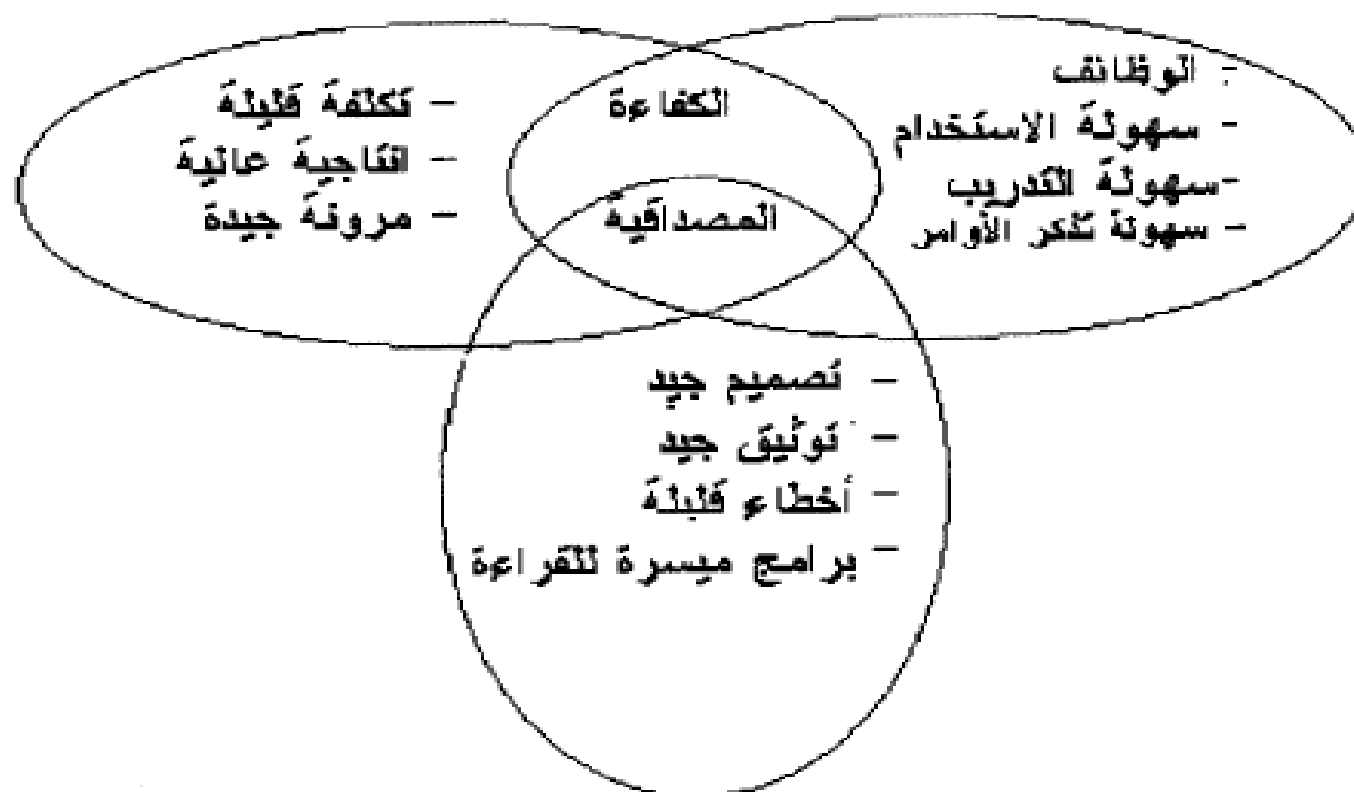 - الوظائف
- سهولة الاستخدام
- سهولة التدريب
- سهولة تذكر الأوامر
الكفاءة
المصداقية
- تكلفة قليلة
- انتاجية عالية
- مرونة جيدة
- تصميم جيد
- توثيق جيد
- أخطاء قليلة
- برامج ميسرة للقراءة